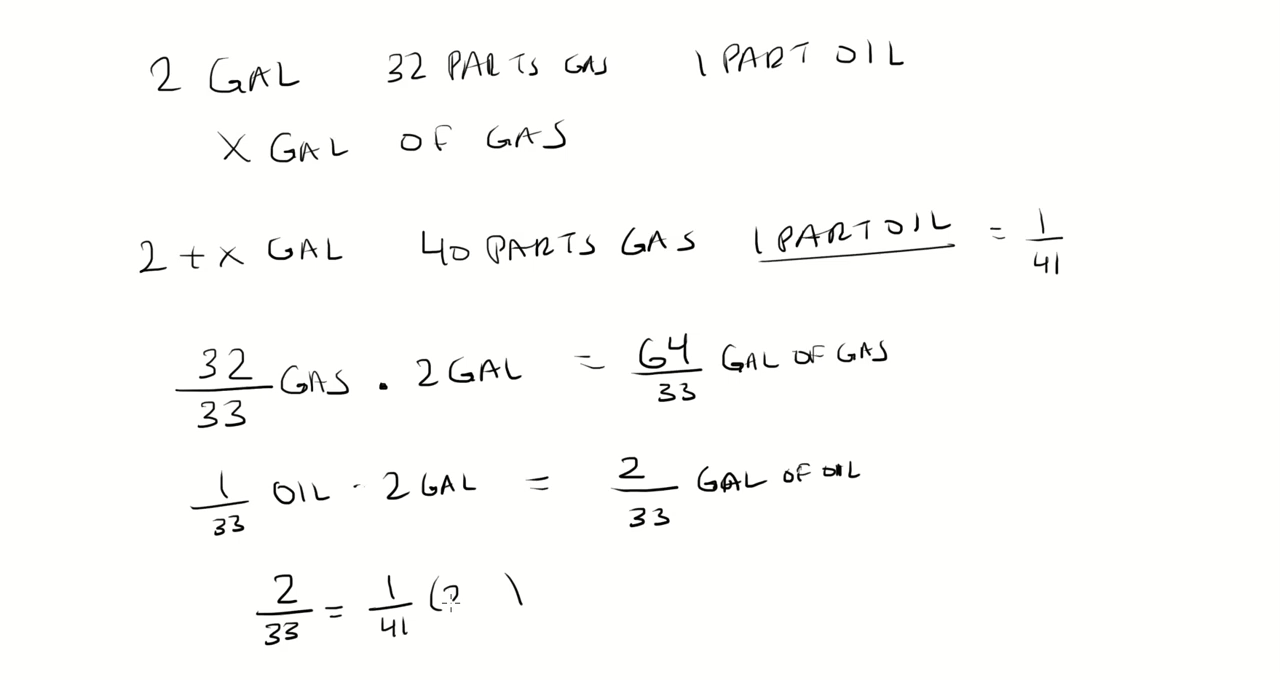 2 GAL 32 PARTS GAS 1 PART OIL
X GAL OF GAS
2 + X GAL 40 PARTS GAS 1 PART OIL = 1/41
32/33 GAS . 2 GAL = 64/33 GAL OF GAS
1/33 OIL · 2 GAL = 2/33 GAL OF OIL
2/33 = 1/41 (2 )